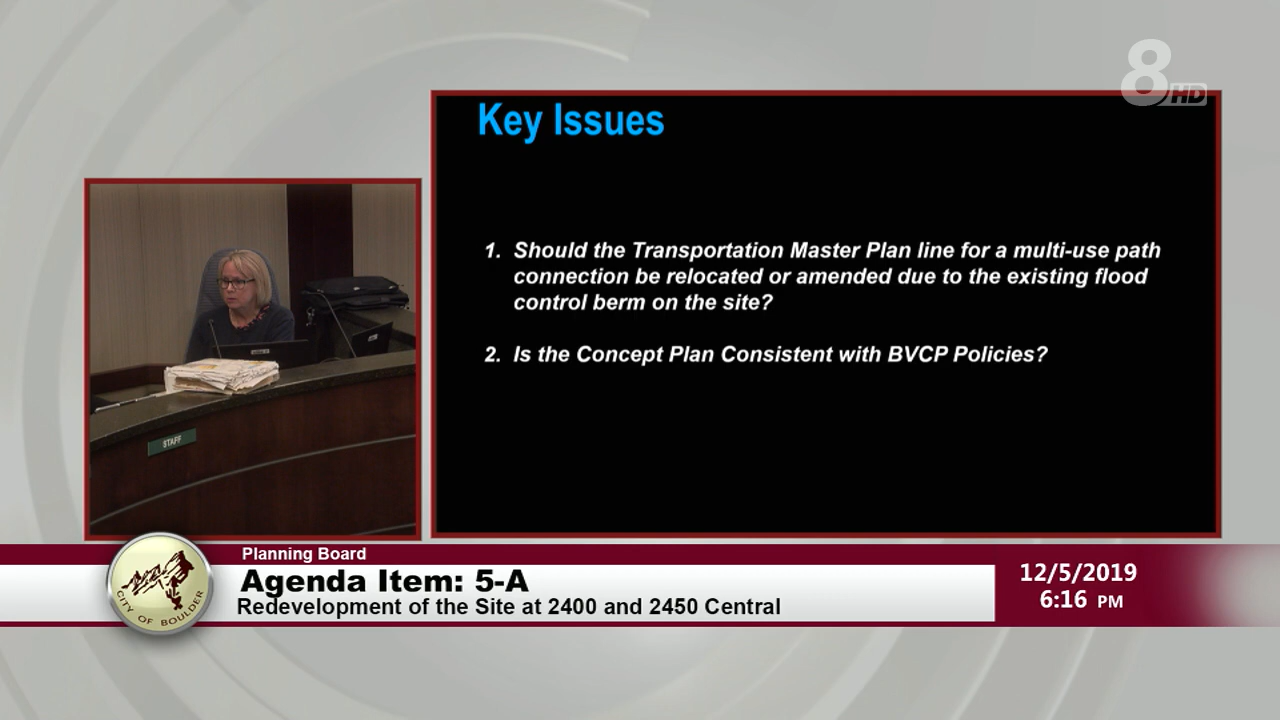 8HD
Key Issues
1. Should the Transportation Master Plan line for a multi-use path
connection be relocated or amended due to the existing flood
control berm on the site?
2. Is the Concept Plan Consistent with BVCP Policies?
STAFF
Planning Board
Agenda Item: 5-A
Redevelopment of the Site at 2400 and 2450 Central
CITY OF BOULDER
12/5/2019
6:16 PM